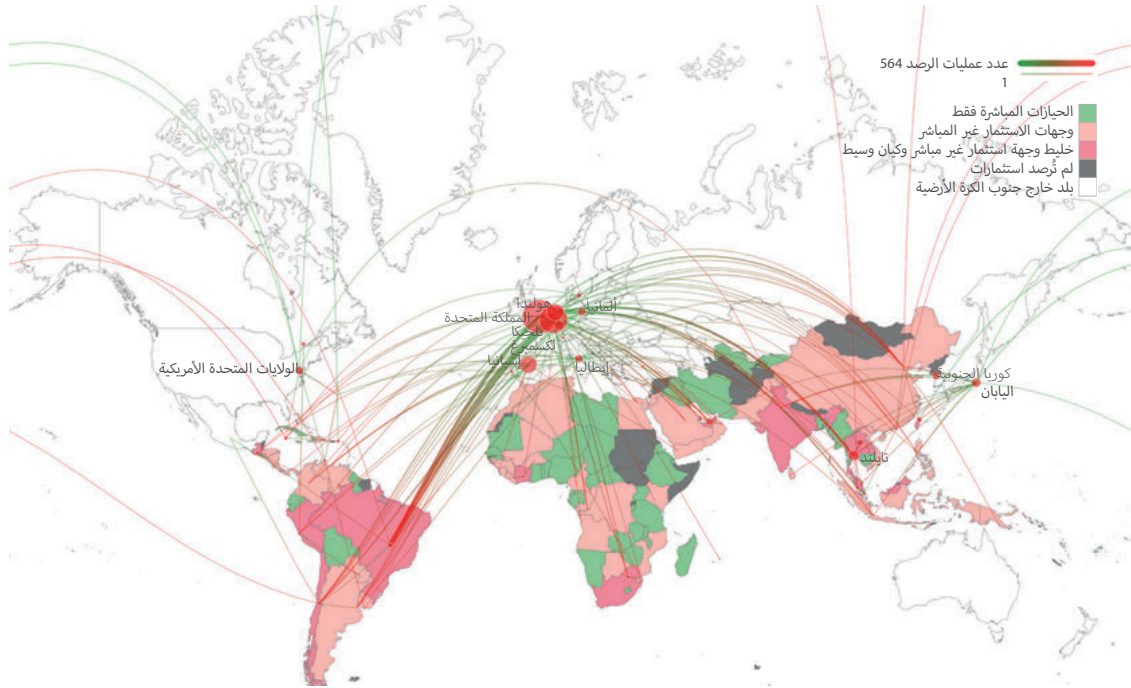 عدد عمليات الرصد 564
1
الحيازات المباشرة فقط
وجهات الاستثمار غير المباشر
خليط وجهة استثمار غير مباشر وكيان وسيط
لم تُرصد استثمارات
بلد خارج جنوب الكرة الأرضية
هولندا
ألمانيا
المملكة المتحدة
بلجيكا
لكسمبرغ
إسبانيا
إيطاليا
الولايات المتحدة الأمريكية
كوريا الجنوبية
اليابان
تايلند